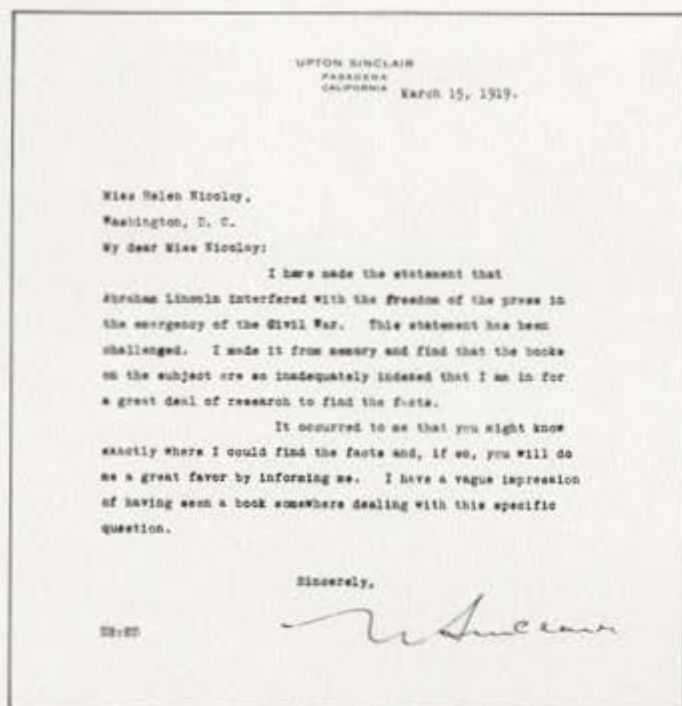 UPTON SINCLAIR
PASADENA
CALIFORNIA
March 15, 1919.
Miss Helen Nicolay,
Washington, D. C.
My dear Miss Nicolay:
I have made the statement that
Abraham Lincoln interfered with the freedom of the press in
the emergency of the Civil War. This statement has been
challenged. I made it from memory and find that the books
on the subject are so inadequately indexed that I am in for
a great deal of research to find the facts.
It occurred to me that you might know
exactly where I could find the facts and, if so, you will do
me a great favor by informing me. I have a vague impression
of having seen a book somewhere dealing with this specific
question.
Sincerely,
U Sinclair